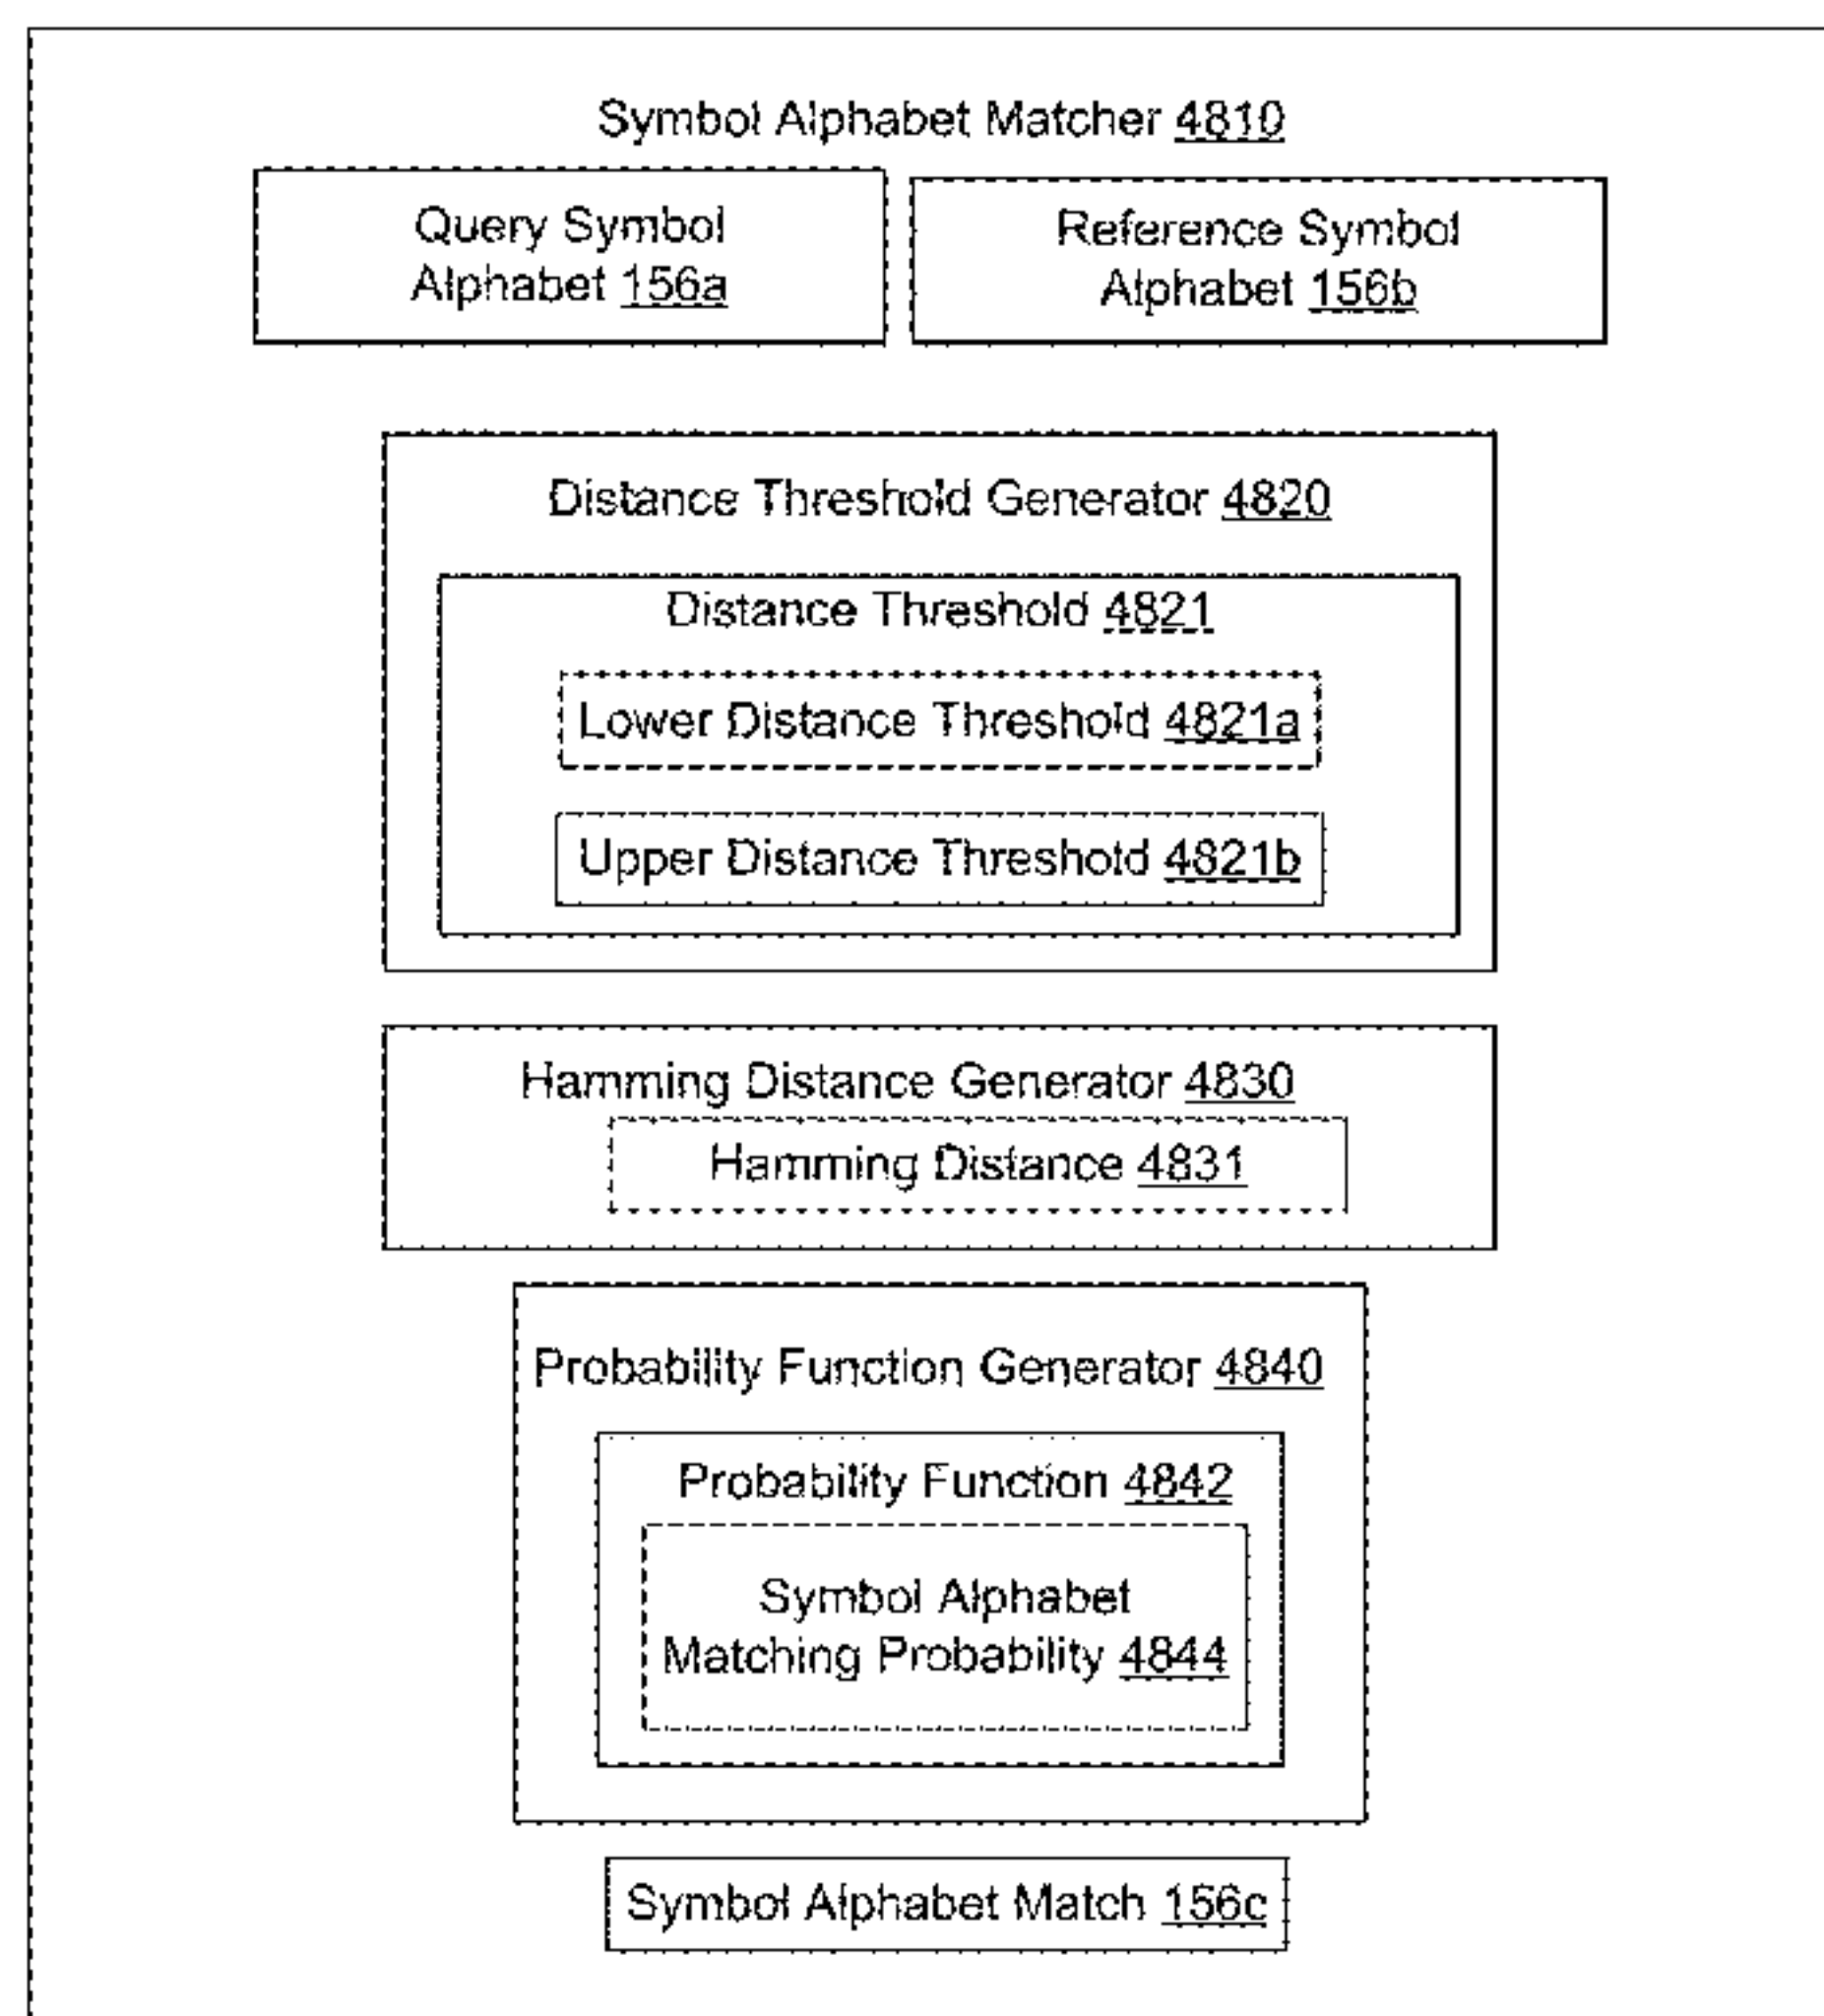 Symbol Alphabet Matcher 4810
Query Symbol
Alphabet 156a
Reference Symbol
Alphabet 156b
Distance Threshold Generator 4820
Distance Threshold 4821
Lower Distance Threshold 4821a
Upper Distance Threshold 4821b
Hamming Distance Generator 4830
Hamming Distance 4831
Probability Function Generator 4840
Probability Function 4842
Symbol Alphabet
Matching Probability 4844
Symbol Alphabet Match 156c